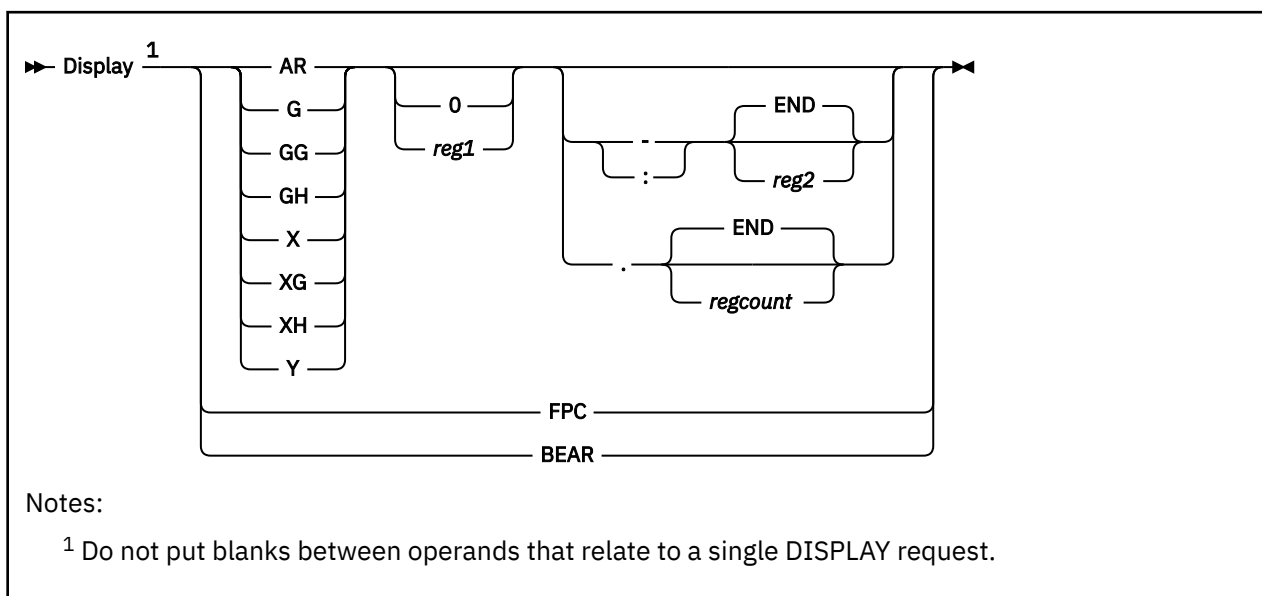 Display 1 AR
G
0
END
GG
-
reg1
:
reg2
GH
END
X
.
XG
regcount
XH
Y
FPC
BEAR
Notes:
1 Do not put blanks between operands that relate to a single DISPLAY request.